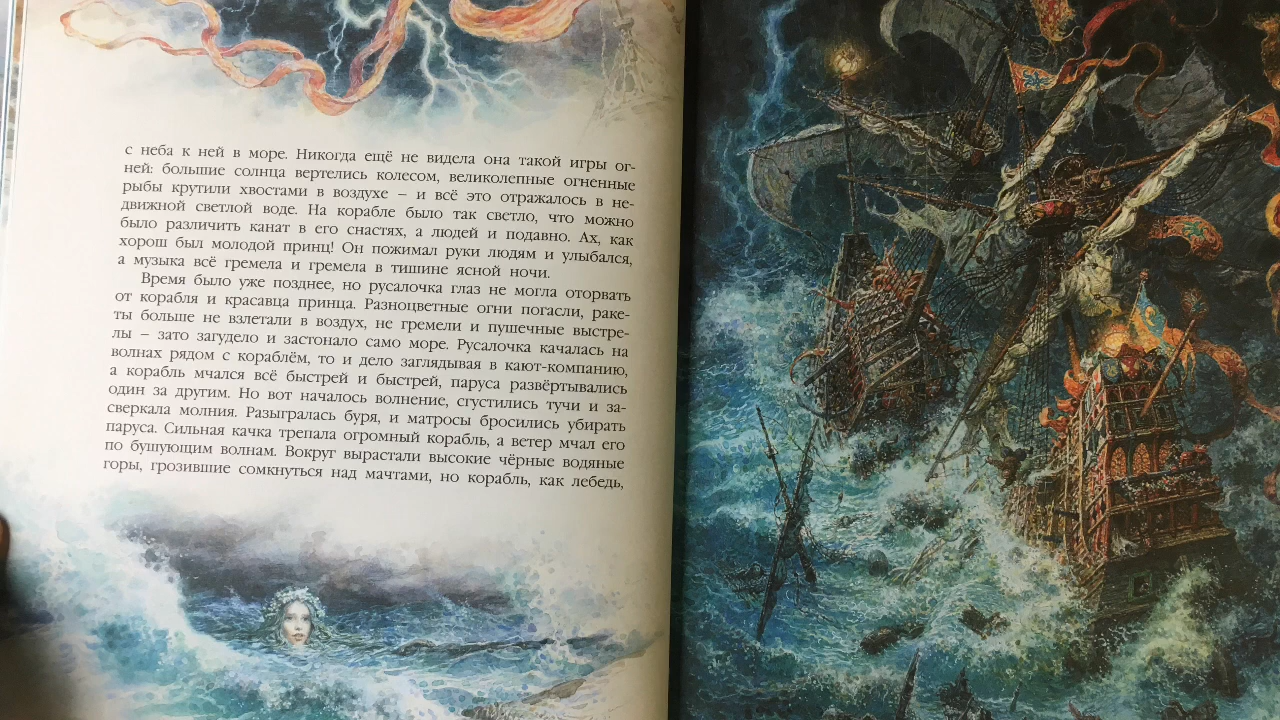 с неба к ней в море. Никогда ещё не видела она такой игры ог-
ней: большие солнца вертелись колесом, великолепные огненные
рыбы крутили хвостами в воздухе – и всё это отражалось в не-
движной светлой воде. На корабле было так светло, что можно
было различить канат в его снастях, а людей и подавно. Ах, как
хорош был молодой принц! Он пожимал руки людям и улыбался,
а музыка всё гремела и гремела в тишине ясной ночи.
Время было уже позднее, но русалочка глаз не могла оторвать
от корабля и красавца принца. Разноцветные огни погасли, раке-
ты больше не взлетали в воздух, не гремели и пушечные выстре-
лы – зато загудело и застонало само море. Русалочка качалась на
волнах рядом с кораблём, то и дело заглядывая в кают-компанию,
а корабль мчался всё быстрей и быстрей, паруса развёртывались
один за другим. Но вот началось волнение, сгустились тучи и за-
сверкала молния. Разыгралась буря, и матросы бросились убирать
паруса. Сильная качка трепала огромный корабль, а ветер мчал его
по бушующим волнам. Вокруг вырастали высокие чёрные водяные
горы, грозившие сомкнуться над мачтами, но корабль, как лебедь,